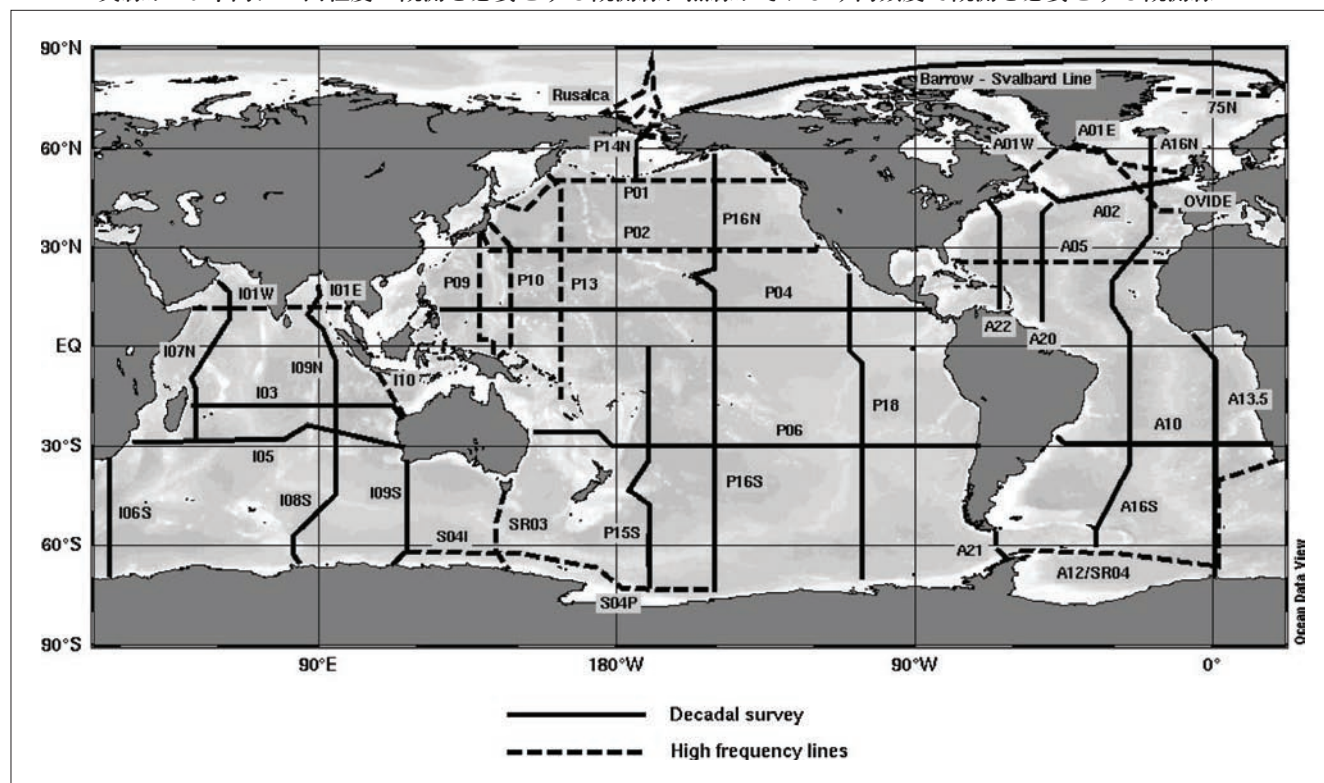 90°N
Barrow - Svalbard Line
Rusalca
75N
A01W
A01E
A16N
P14N
60°N
P01
P16N
A02
OVIDE
P02
A05
30°N
I01W
I01E
P09
P10
P13
P04
A22
A20
EQ
I07N
I09N
I10
I03
P18
A13.5
P06
A10
30°S
I05
I06S
I08S
I09S
SR03
P15S
P16S
A16S
S04I
60°S
A21
A12/SR04
S04P
90°S
90°E
180°W
90°W
0°
Ocean Data View
Decadal survey
High frequency lines